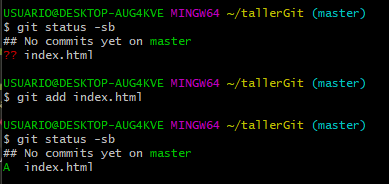 USUARIO@DESKTOP-AUG4KVE MINGW64 ~/tallerGit (master)
$ git status -sb
## No commits yet on master
?? index.html
USUARIO@DESKTOP-AUG4KVE MINGW64 ~/tallerGit (master)
$ git add index.html
USUARIO@DESKTOP-AUG4KVE MINGW64 ~/tallerGit (master)
$ git status -sb
## No commits yet on master
A  index.html